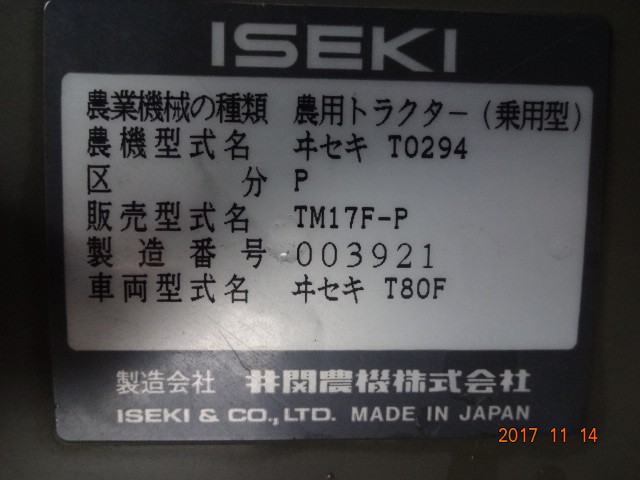 ISEKI
農業機械の種類 農用トラクター(乗用型)
農機型式名 ヰセキ T0294
区分 P
販売型式名 TM17F-P
製造番号 003921
車両型式名 ヰセキ T80F
製造会社 井関農機株式会社
ISEKI & CO.,LTD. MADE IN JAPAN
2017 11 14